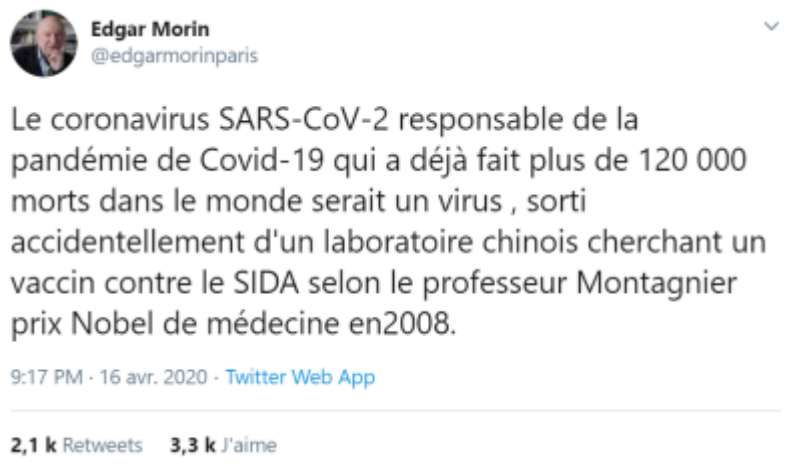 Edgar Morin
@edgarmorinparis
Le coronavirus SARS-CoV-2 responsable de la
pandémie de Covid-19 qui a déjà fait plus de 120 000
morts dans le monde serait un virus , sorti
accidentellement d'un laboratoire chinois cherchant un
vaccin contre le SIDA selon le professeur Montagnier
prix Nobel de médecine en2008.
9:17 PM · 16 avr. 2020 · Twitter Web App
2,1 k Retweets 3,3 k J'aime